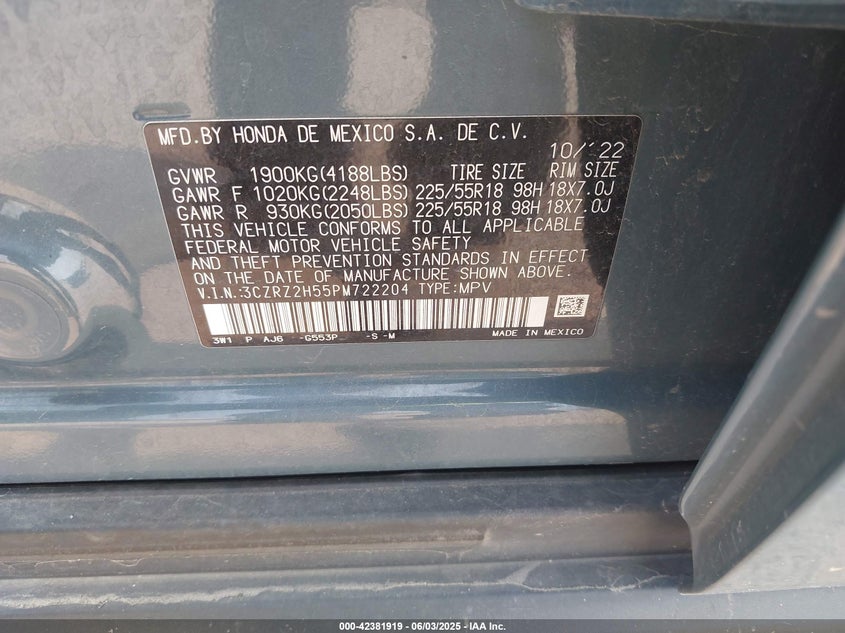 MFD.BY HONDA DE MEXICO S.A. DE C.V.
10/'22
GVWR 1900KG(4188LBS) TIRE SIZE RIM SIZE
GAWR F 1020KG(2248LBS) 225/55R18 98H 18X7.0J
GAWR R 930KG(2050LBS) 225/55R18 98H 18X7.0J
THIS VEHICLE CONFORMS TO ALL APPLICABLE
FEDERAL MOTOR VEHICLE SAFETY
AND THEFT PREVENTION STANDARDS IN EFFECT
ON THE DATE OF MANUFACTURE SHOWN ABOVE.
V.I.N.:3CZRZ2H55PM722204 TYPE:MPV
3W1 P AJ6 --G553P -S -M MADE IN MEXICO
000-42381919 / 06/03/2025 - IAA Inc.